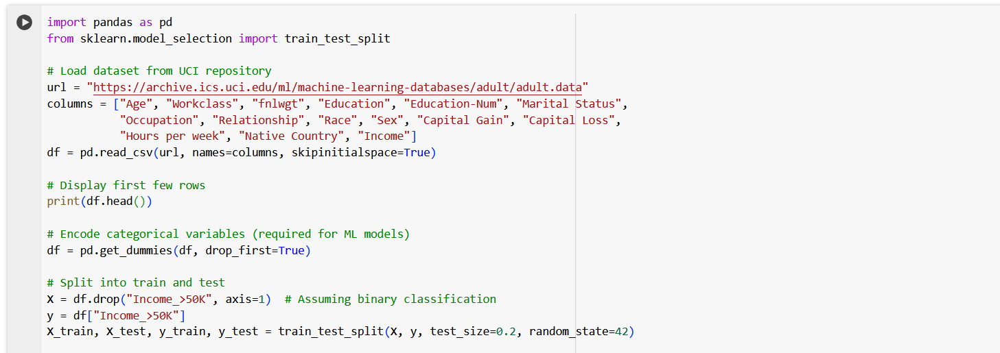 import pandas as pd
from sklearn.model_selection import train_test_split
# Load dataset from UCI repository
url = "https://archive.ics.uci.edu/ml/machine-learning-databases/adult/adult.data"
columns = ["Age", "Workclass", "fnlwgt", "Education", "Education-Num", "Marital Status",
"Occupation", "Relationship", "Race", "Sex", "Capital Gain", "Capital Loss",
"Hours per week", "Native Country", "Income"]
df = pd.read_csv(url, names=columns, skipinitialspace=True)
# Display first few rows
print(df.head())
# Encode categorical variables (required for ML models)
df = pd.get_dummies(df, drop_first=True)
# Split into train and test
X = df.drop("Income_>50K", axis=1)  # Assuming binary classification
y = df["Income_>50K"]
X_train, X_test, y_train, y_test = train_test_split(X, y, test_size=0.2, random_state=42)